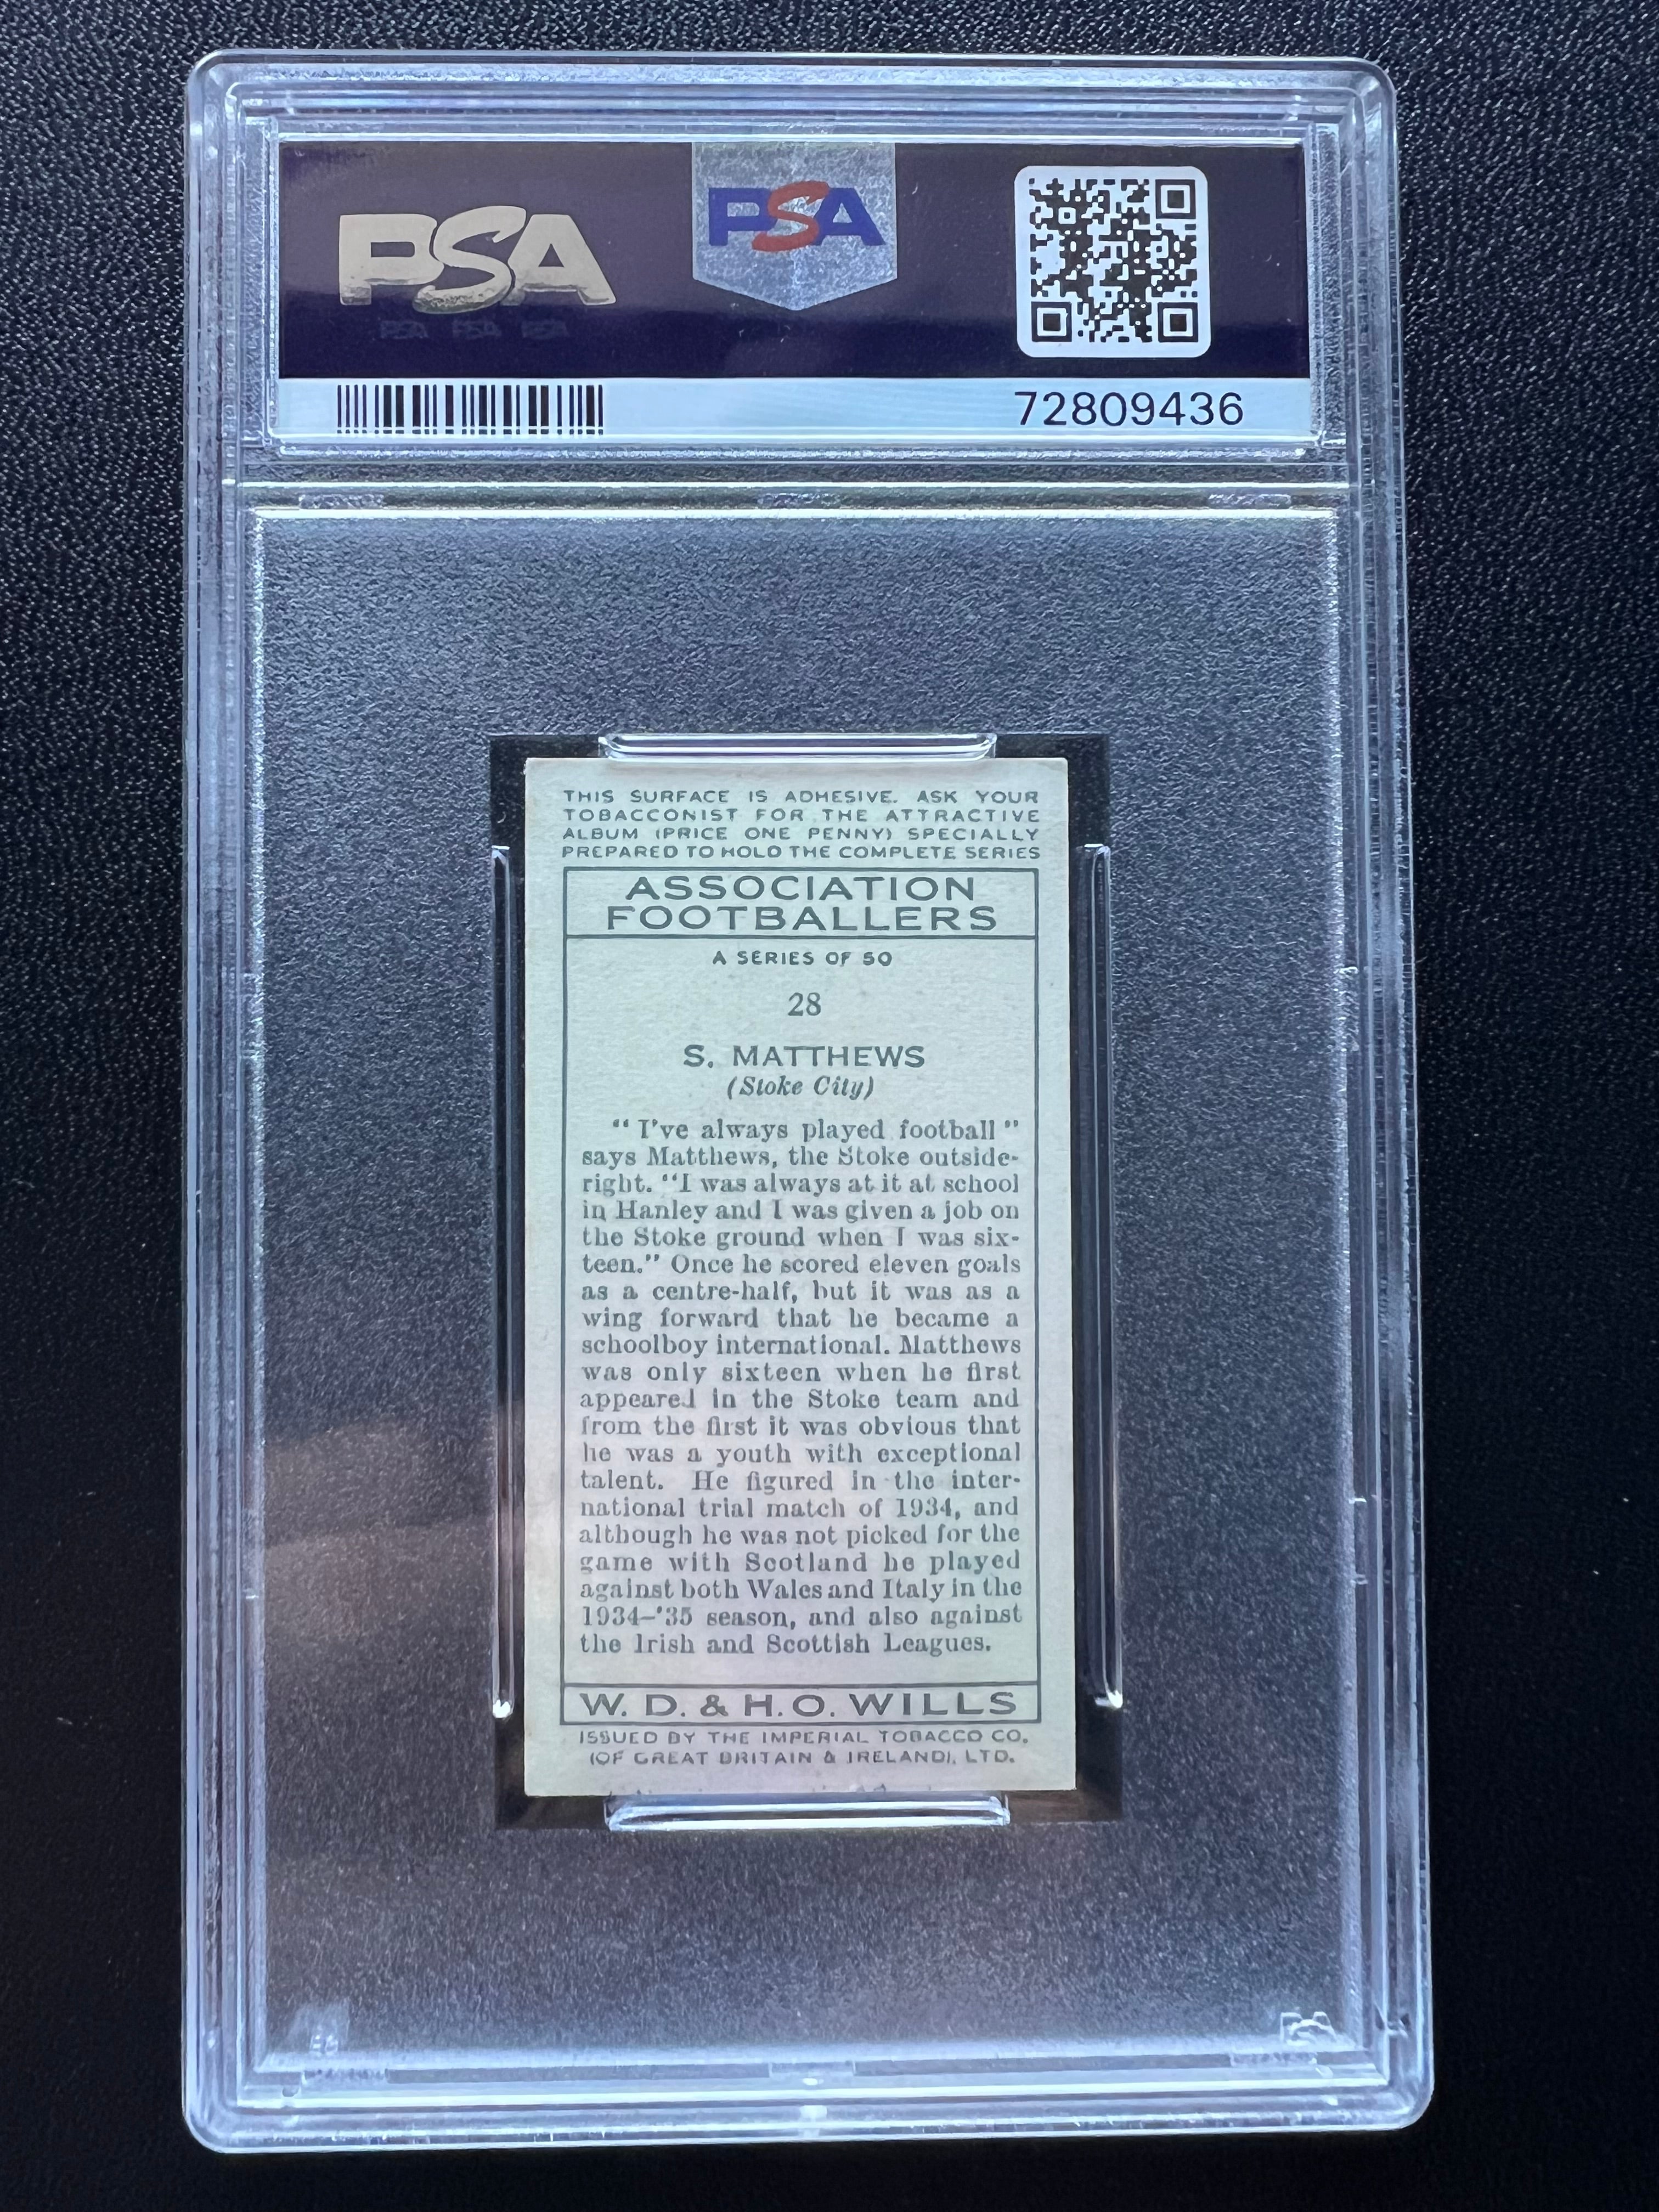 PSA
PSA
PSA PSA PSA
72809436
THIS SURFACE IS ADHESIVE. ASK YOUR
TOBACCONIST FOR THE ATTRACTIVE
ALBUM (PRICE ONE PENNY) SPECIALLY
PREPARED TO HOLD THE COMPLETE SERIES
ASSOCIATION
FOOTBALLERS
A SERIES OF 50
28
S. MATTHEWS
(Stoke City)
“I've always played football”
says Matthews, the Stoke outside-
right. “I was always at it at school
in Hanley and I was given a job on
the Stoke ground when I was six-
teen.” Once he scored eleven goals
as a centre-half, but it was as a
wing forward that he became a
schoolboy international. Matthews
was only sixteen when he first
appeared in the Stoke team and
from the first it was obvious that
he was a youth with exceptional
talent. He figured in the inter-
national trial match of 1934, and
although he was not picked for the
game with Scotland he played
against both Wales and Italy in the
1934–'35 season, and also against
the Irish and Scottish Leagues.
W. D. & H. O. WILLS
ISSUED BY THE IMPERIAL TOBACCO CO.
(OF GREAT BRITAIN & IRELAND), LTD.
PSA